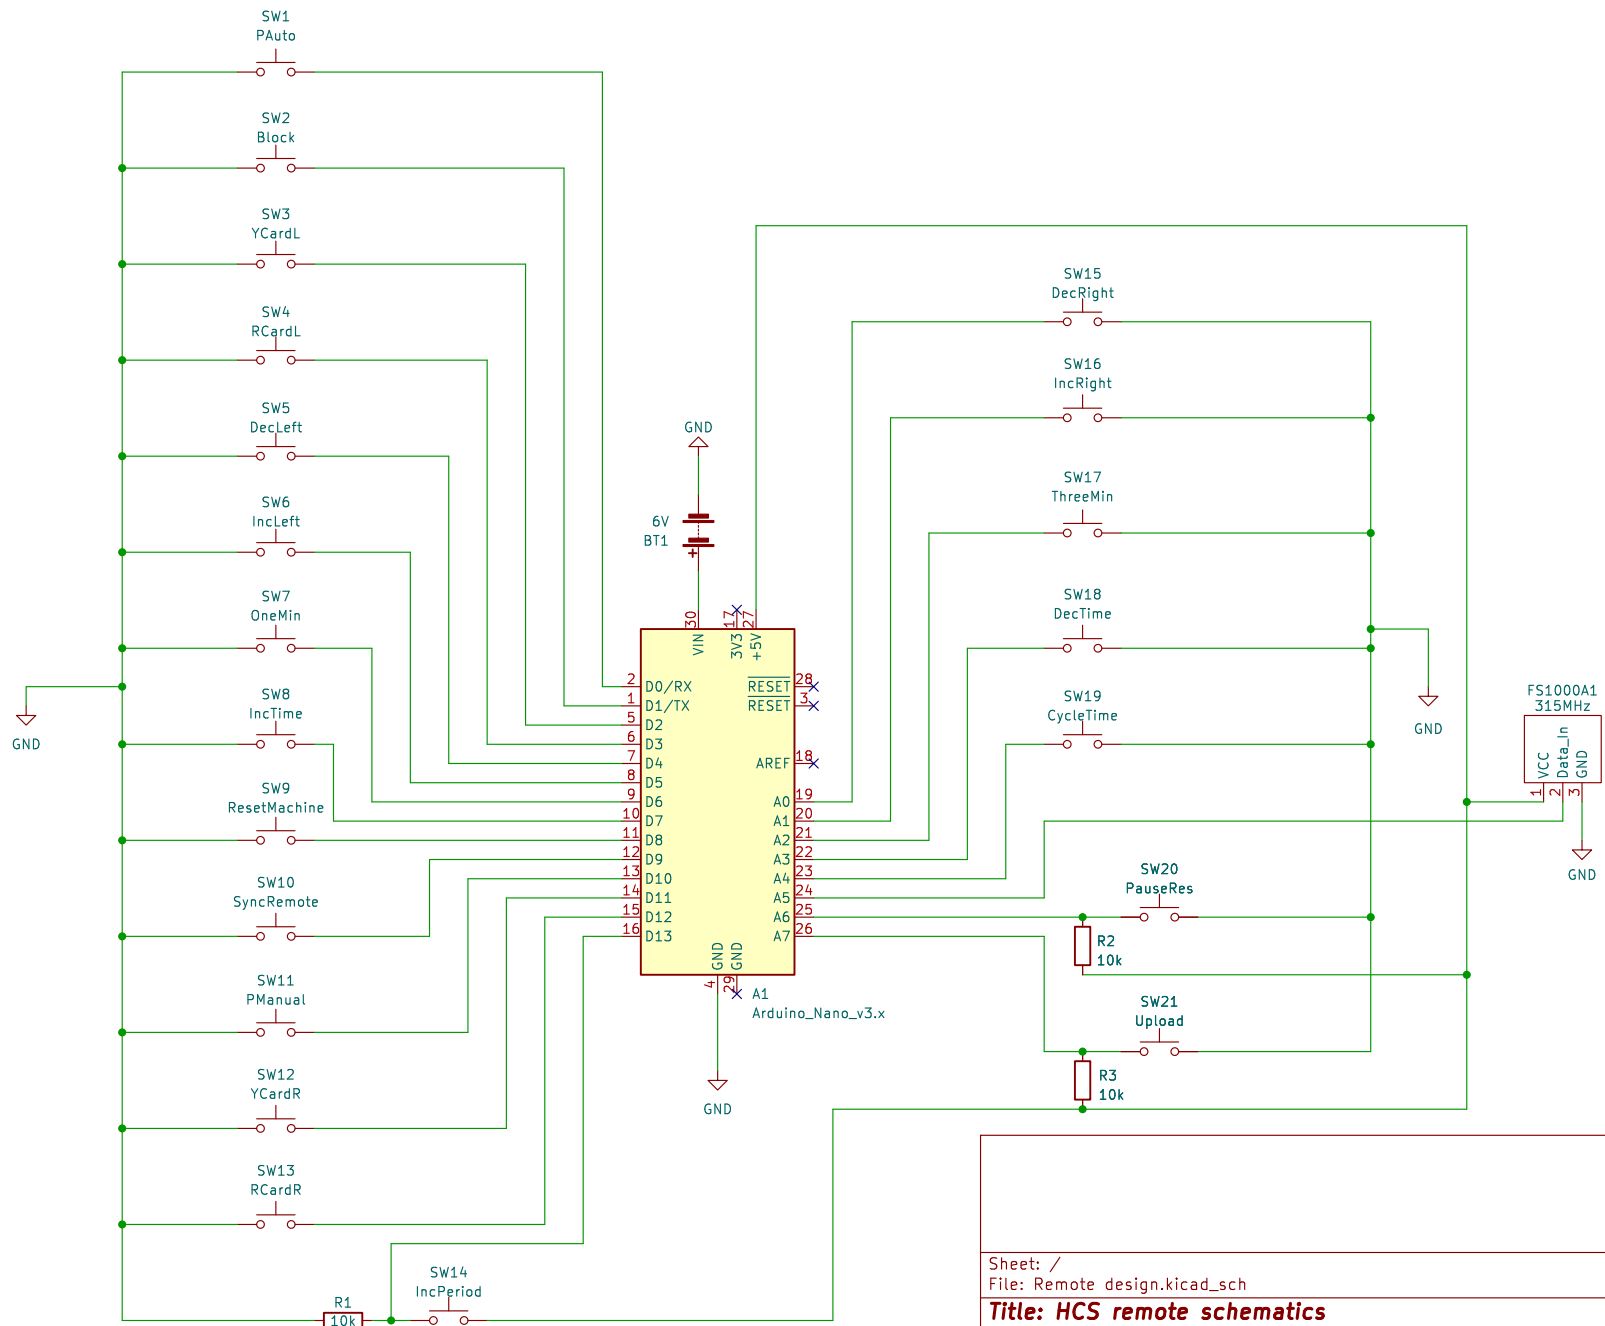 SW1
PAuto
SW2
Block
SW3
YCardL
SW4
RCardL
SW5
DecLeft
SW6
IncLeft
SW7
OneMin
SW8
IncTime
SW9
ResetMachine
SW10
SyncRemote
SW11
PManual
SW12
YCardR
SW13
RCardR
SW14
IncPeriod
R1
10k
GND
GND
6V
BT1
+
30
17
27
VIN
3V3
+5V
2 D0/RX
1 D1/TX
5 D2
6 D3
7 D4
8 D5
9 D6
10 D7
11 D8
12 D9
13 D10
14 D11
15 D12
16 D13
RESET 28
RESET 3
AREF 18
A0 19
A1 20
A2 21
A3 22
A4 23
A5 24
A6 25
A7 26
GND
GND
4
29
A1
Arduino_Nano_v3.x
GND
SW15
DecRight
SW16
IncRight
SW17
ThreeMin
SW18
DecTime
SW19
CycleTime
GND
SW20
PauseRes
R2
10k
SW21
Upload
R3
10k
FS1000A1
315MHz
VCC
Data_In
GND
1
2
3
GND
Sheet: /
File: Remote design.kicad_sch
Title: HCS remote schematics